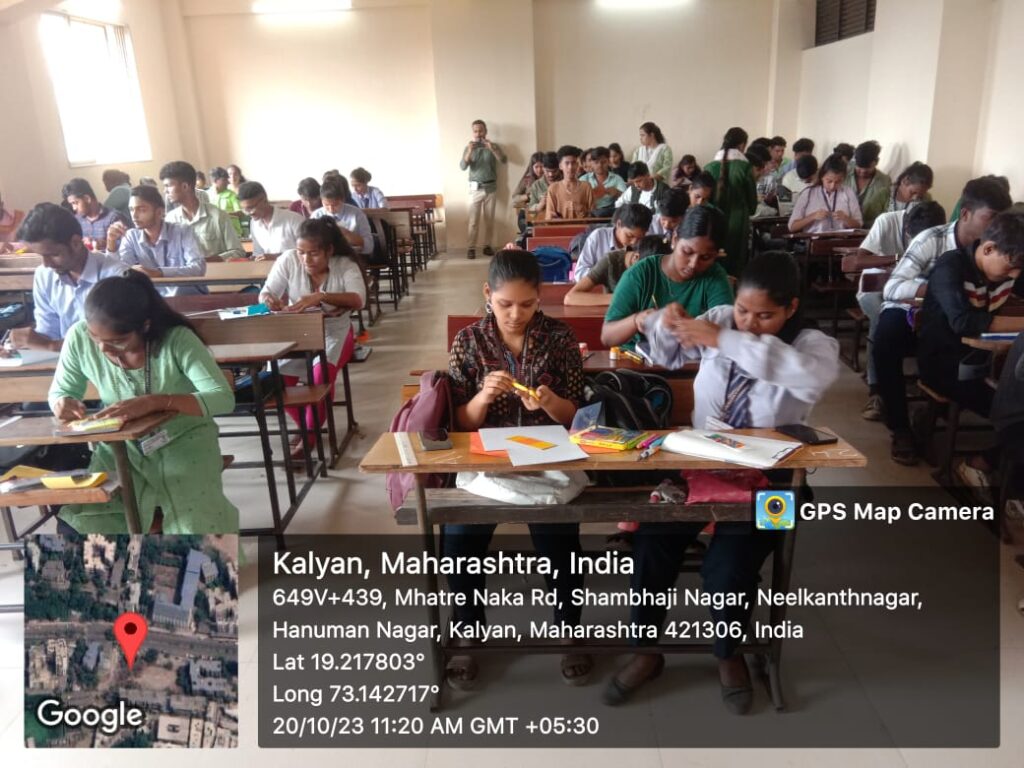 GPS Map Camera
Kalyan, Maharashtra, India
649V+439, Mhatre Naka Rd, Shambhaji Nagar, Neelkanthnagar,
Hanuman Nagar, Kalyan, Maharashtra 421306, India
Lat 19.217803°
Long 73.142717°
20/10/23 11:20 AM GMT +05:30
Google